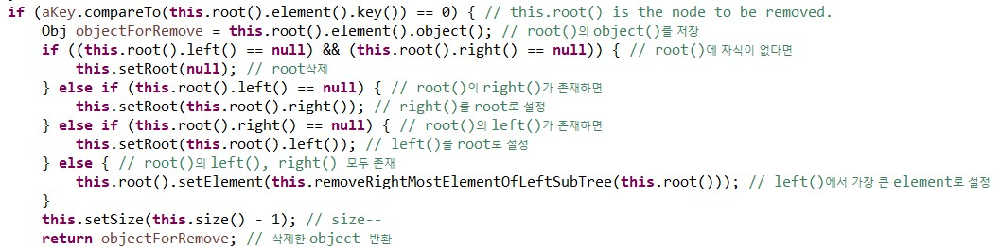 if (aKey.compareTo(this.root().element().key()) == 0) { // this.root() is the node to be removed.
    Obj objectForRemove = this.root().element().object(); // root()의 object()를 저장
    if ((this.root().left() == null) && (this.root().right() == null)) { // root()에 자식이 없다면
        this.setRoot(null); // root삭제
    } else if (this.root().left() == null) { // root()의 right()가 존재하면
        this.setRoot(this.root().right()); // right()를 root로 설정
    } else if (this.root().right() == null) { // root()의 left()가 존재하면
        this.setRoot(this.root().left()); // left()를 root로 설정
    } else { // root()의 left(), right() 모두 존재
        this.root().setElement(this.removeRightMostElementOfLeftSubTree(this.root())); // left()에서 가장 큰 element로 설정
    }
    this.setSize(this.size() - 1); // size--
    return objectForRemove; // 삭제한 object 반환